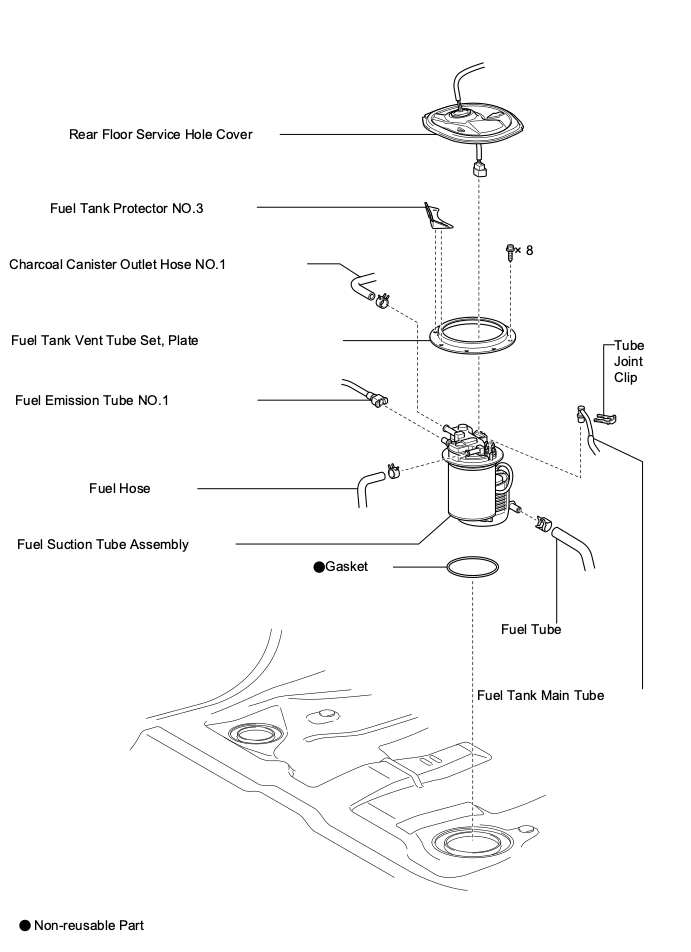 Rear Floor Service Hole Cover
Fuel Tank Protector NO.3
× 8
Charcoal Canister Outlet Hose NO.1
Fuel Tank Vent Tube Set, Plate
Tube
Joint
Clip
Fuel Emission Tube NO.1
Fuel Hose
Fuel Suction Tube Assembly
●Gasket
Fuel Tube
Fuel Tank Main Tube
● Non-reusable Part